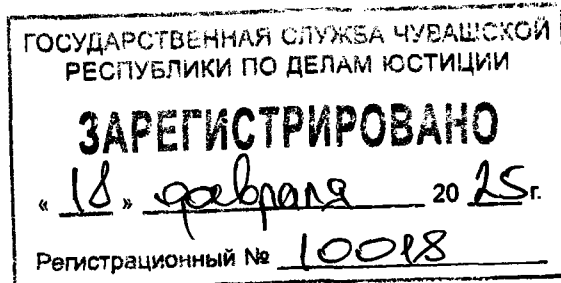 ГОСУДАРСТВЕННАЯ СЛУЖБА ЧУВАШСКОЙ
РЕСПУБЛИКИ ПО ДЕЛАМ ЮСТИЦИИ
ЗАРЕГИСТРИРОВАНО
« 18 » февраля 20 25 г.
Регистрационный № 10018